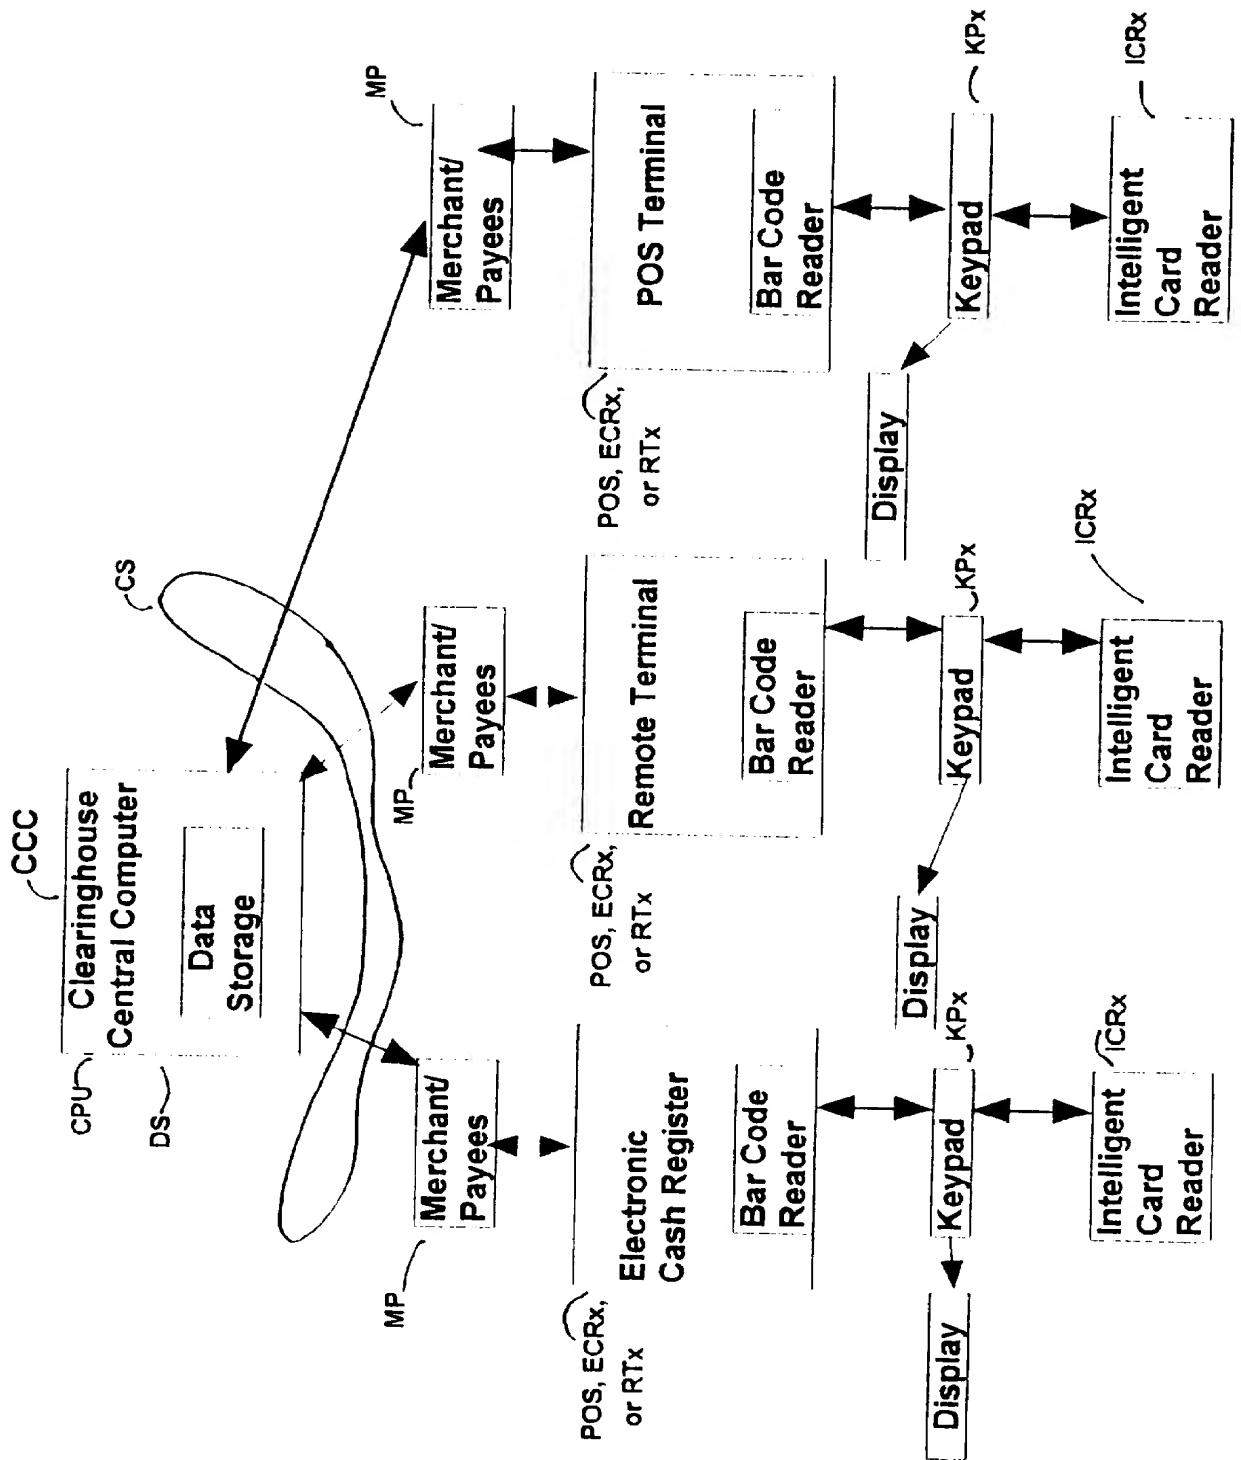 CCC
CPU
Clearinghouse
Central Computer
DS
Data
Storage
CS
MP
Merchant/
Payees
MP
Merchant/
Payees
MP
Merchant/
Payees
POS, ECRx,
or RTx
Electronic
Cash Register
Bar Code
Reader
POS, ECRx,
or RTx
Remote Terminal
Bar Code
Reader
POS, ECRx,
or RTx
POS Terminal
Bar Code
Reader
Display
Keypad
KPx
Display
Keypad
KPx
Display
Keypad
KPx
Intelligent
Card
Reader
ICRx
Intelligent
Card
Reader
ICRx
Intelligent
Card
Reader
ICRx